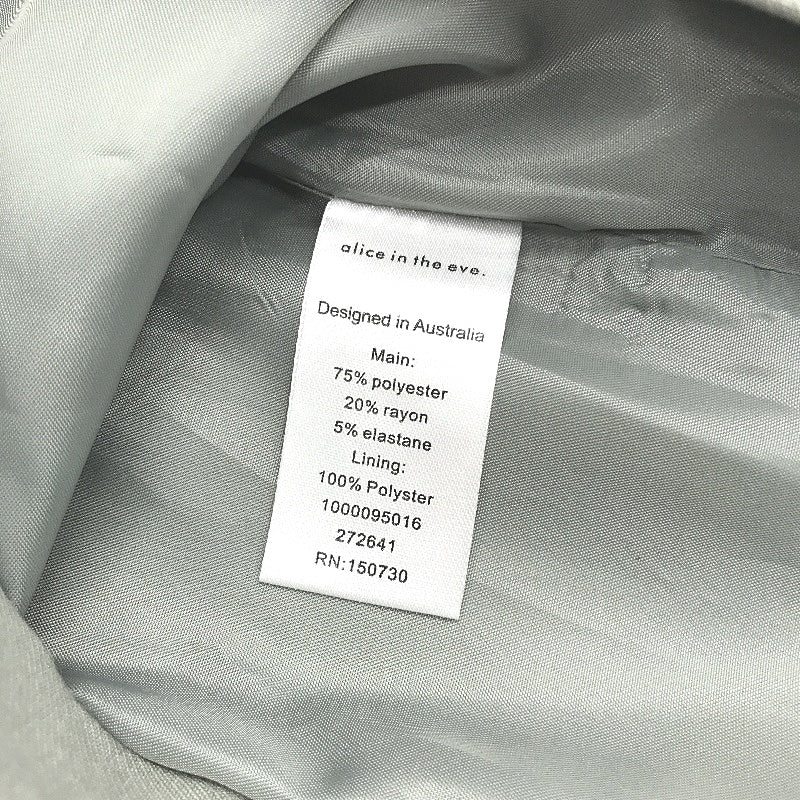 alice in the eve.
Designed in Australia
Main:
75% polyester
20% rayon
5% elastane
Lining:
100% Polyster
1000095016
272641
RN:150730